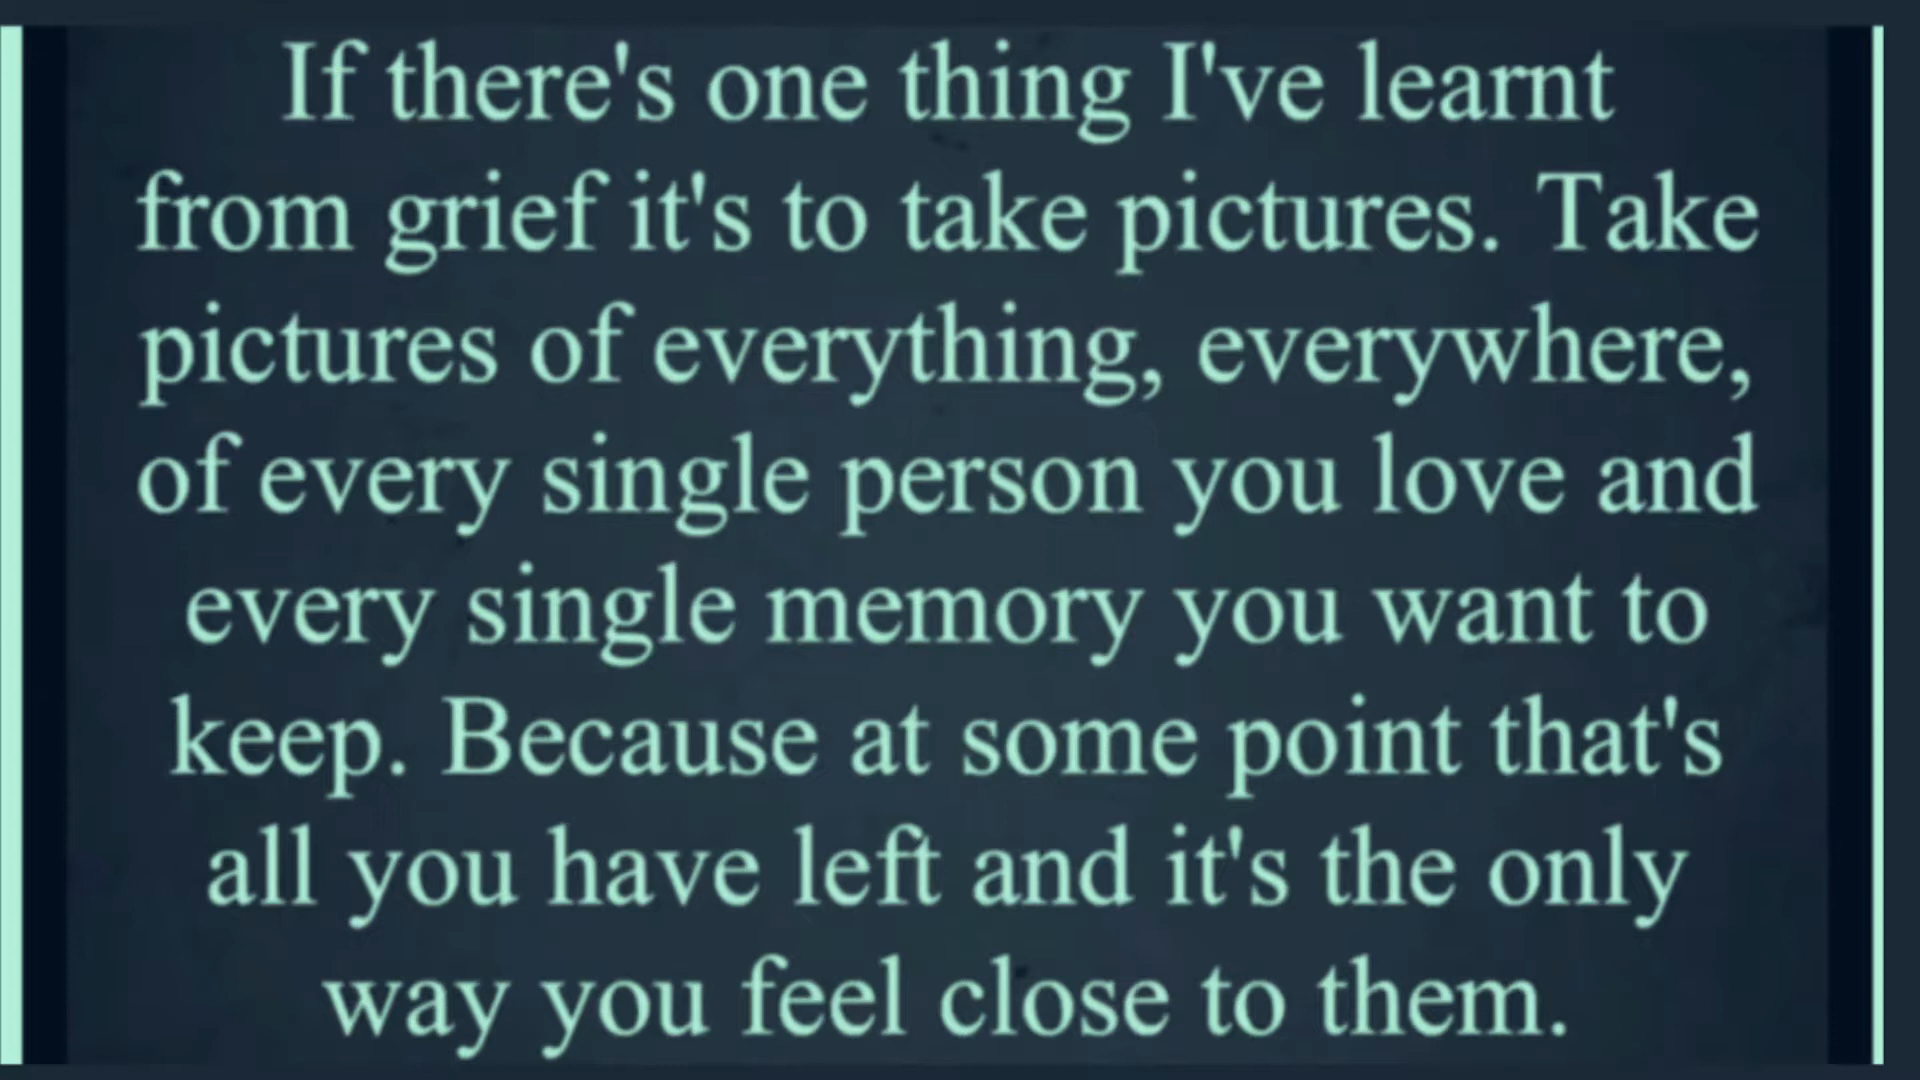 If there's one thing I've learnt
from grief it's to take pictures. Take
pictures of everything, everywhere,
of every single person you love and
every single memory you want to
keep. Because at some point that's
all you have left and it's the only
way you feel close to them.